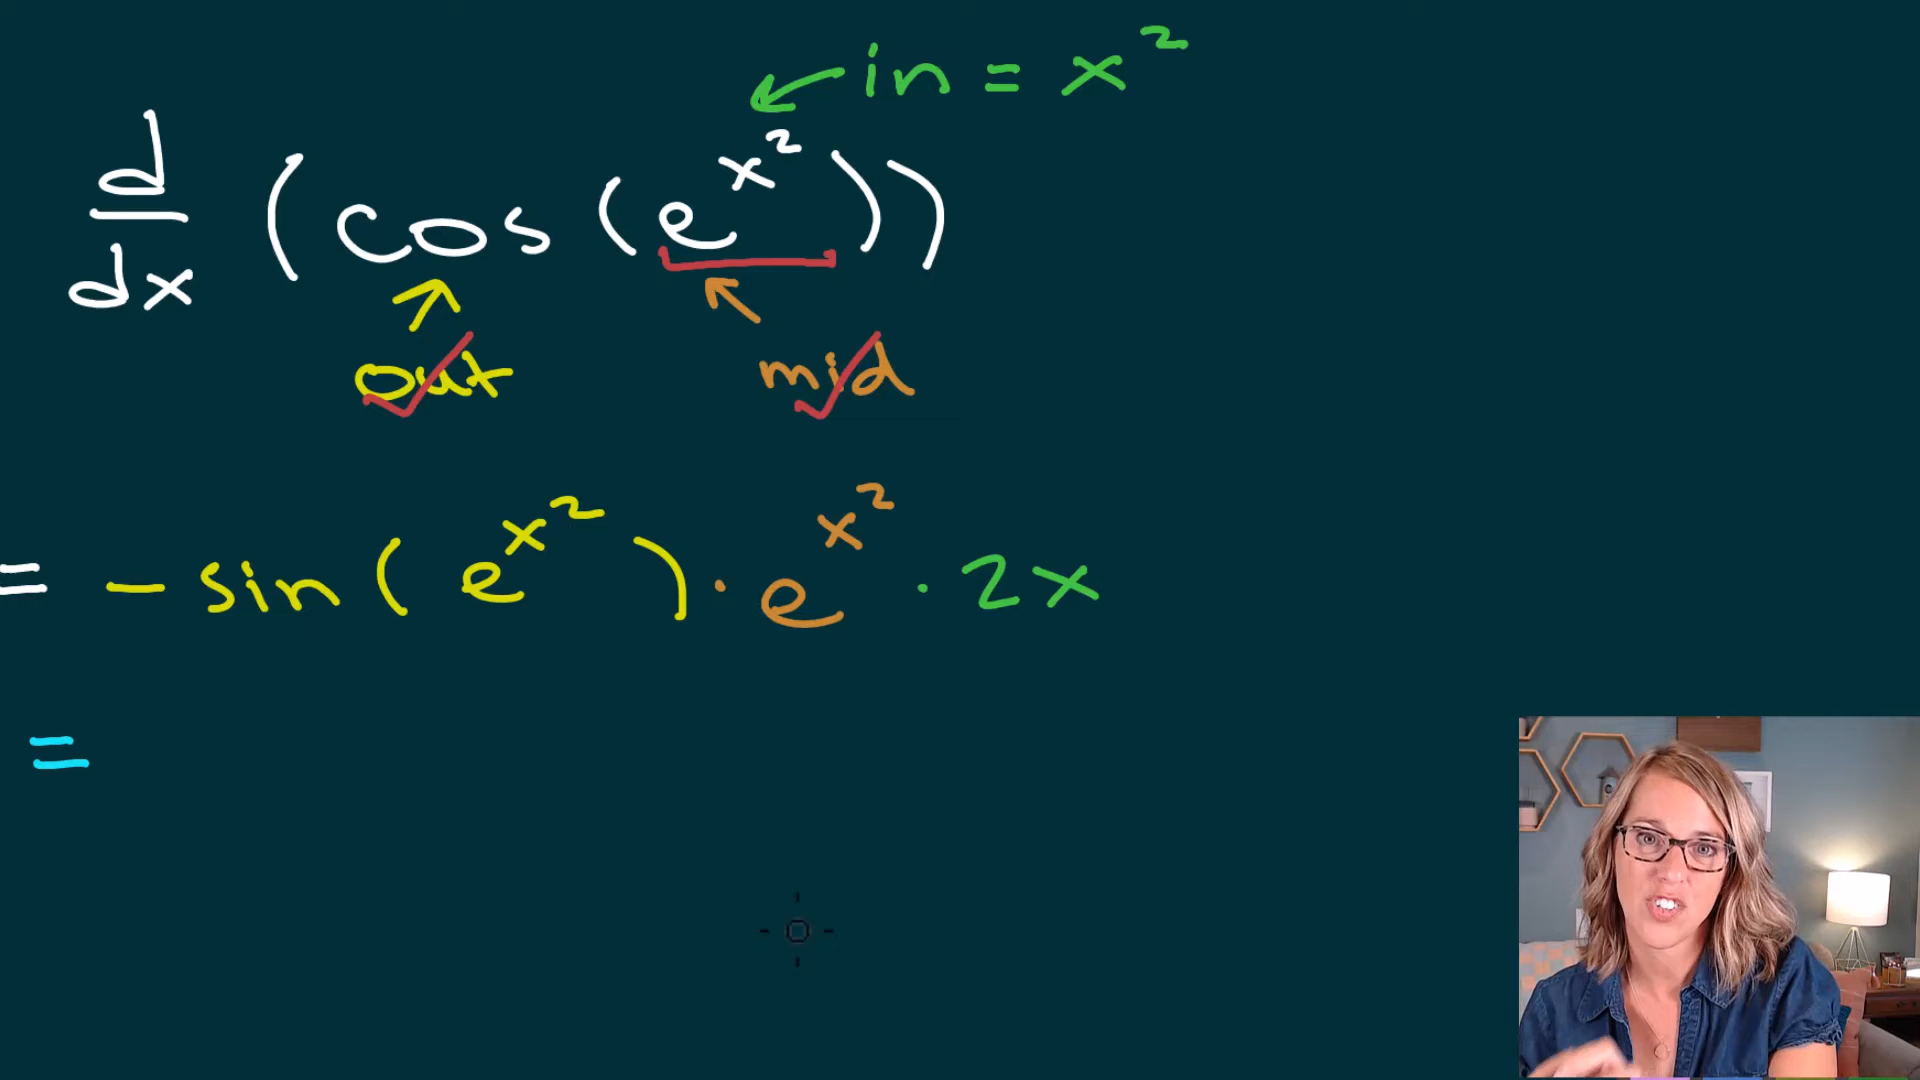 in = x²
d/dx (cos(e^x²))
out mid
= - sin(e^x²) · e^x² · 2x
=